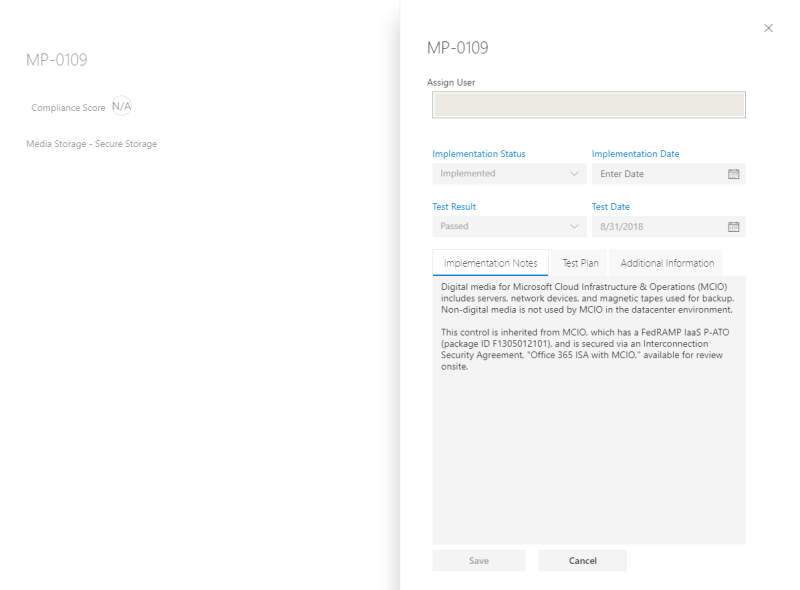 MP-0109
Compliance Score N/A
Media Storage - Secure Storage
MP-0109
Assign User
Implementation Status Implementation Date
Implemented Enter Date
Test Result Test Date
Passed 8/31/2018
Implementation Notes Test Plan Additional Information
Digital media for Microsoft Cloud Infrastructure & Operations (MCIO)
includes servers, network devices, and magnetic tapes used for backup.
Non-digital media is not used by MCIO in the datacenter environment.
This control is inherited from MCIO, which has a FedRAMP IaaS P-ATO
(package ID F1305012101), and is secured via an Interconnection
Security Agreement, "Office 365 ISA with MCIO," available for review
onsite.
Save Cancel